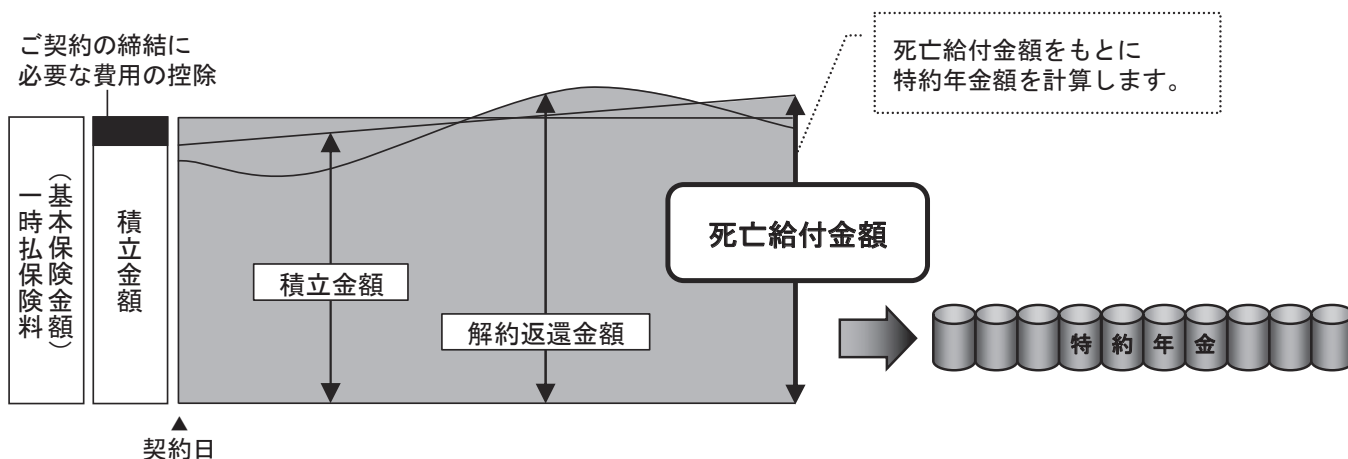 ご契約の締結に
必要な費用の控除
死亡給付金額をもとに
特約年金額を計算します。
一時払保険料
（基本保険金額）
積立金額
積立金額
解約返還金額
死亡給付金額
特約年金
▲
契約日